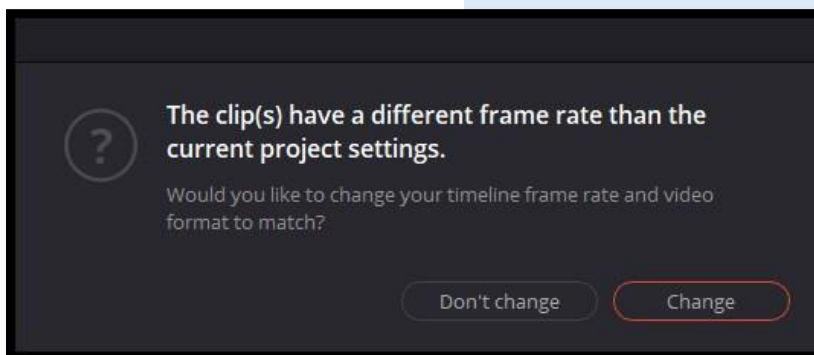 The clip(s) have a different frame rate than the
current project settings.
Would you like to change your timeline frame rate and video
format to match?
Don't change
Change